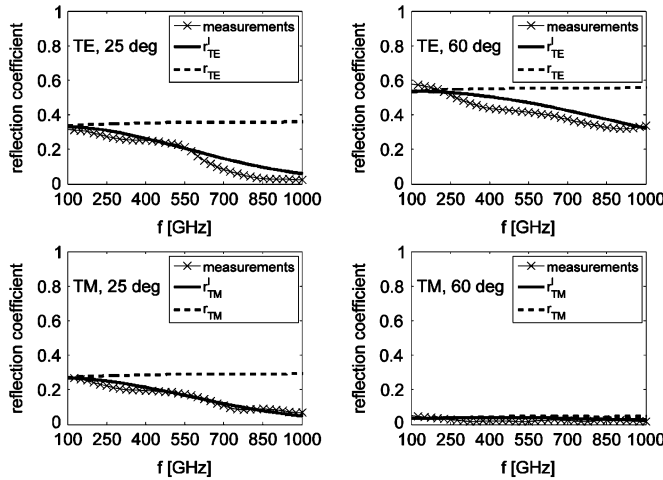 TE, 25 deg
measurements
r'TE
rTE
reflection coefficient
1
0.8
0.6
0.4
0.2
0
100 250 400 550 700 850 1000
f [GHz]
TE, 60 deg
measurements
r'TE
rTE
reflection coefficient
1
0.8
0.6
0.4
0.2
0
100 250 400 550 700 850 1000
f [GHz]
TM, 25 deg
measurements
r'TM
rTM
reflection coefficient
1
0.8
0.6
0.4
0.2
0
100 250 400 550 700 850 1000
f [GHz]
TM, 60 deg
measurements
r'TM
rTM
reflection coefficient
1
0.8
0.6
0.4
0.2
0
100 250 400 550 700 850 1000
f [GHz]